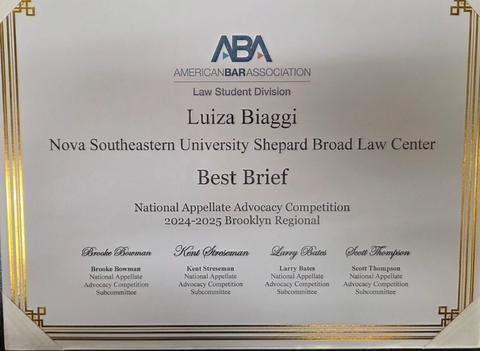 ABA
AMERICANBARASSOCIATION
Law Student Division
Luiza Biaggi
Nova Southeastern University Shepard Broad Law Center
Best Brief
National Appellate Advocacy Competition
2024-2025 Brooklyn Regional
Brooke Bowman Kent Streseman Larry Bates Scott Thompson
Brooke Bowman Kent Streseman Larry Bates Scott Thompson
National Appellate National Appellate National Appellate National Appellate
Advocacy Competition Advocacy Competition Advocacy Competition Advocacy Competition
Subcommittee Subcommittee Subcommittee Subcommittee